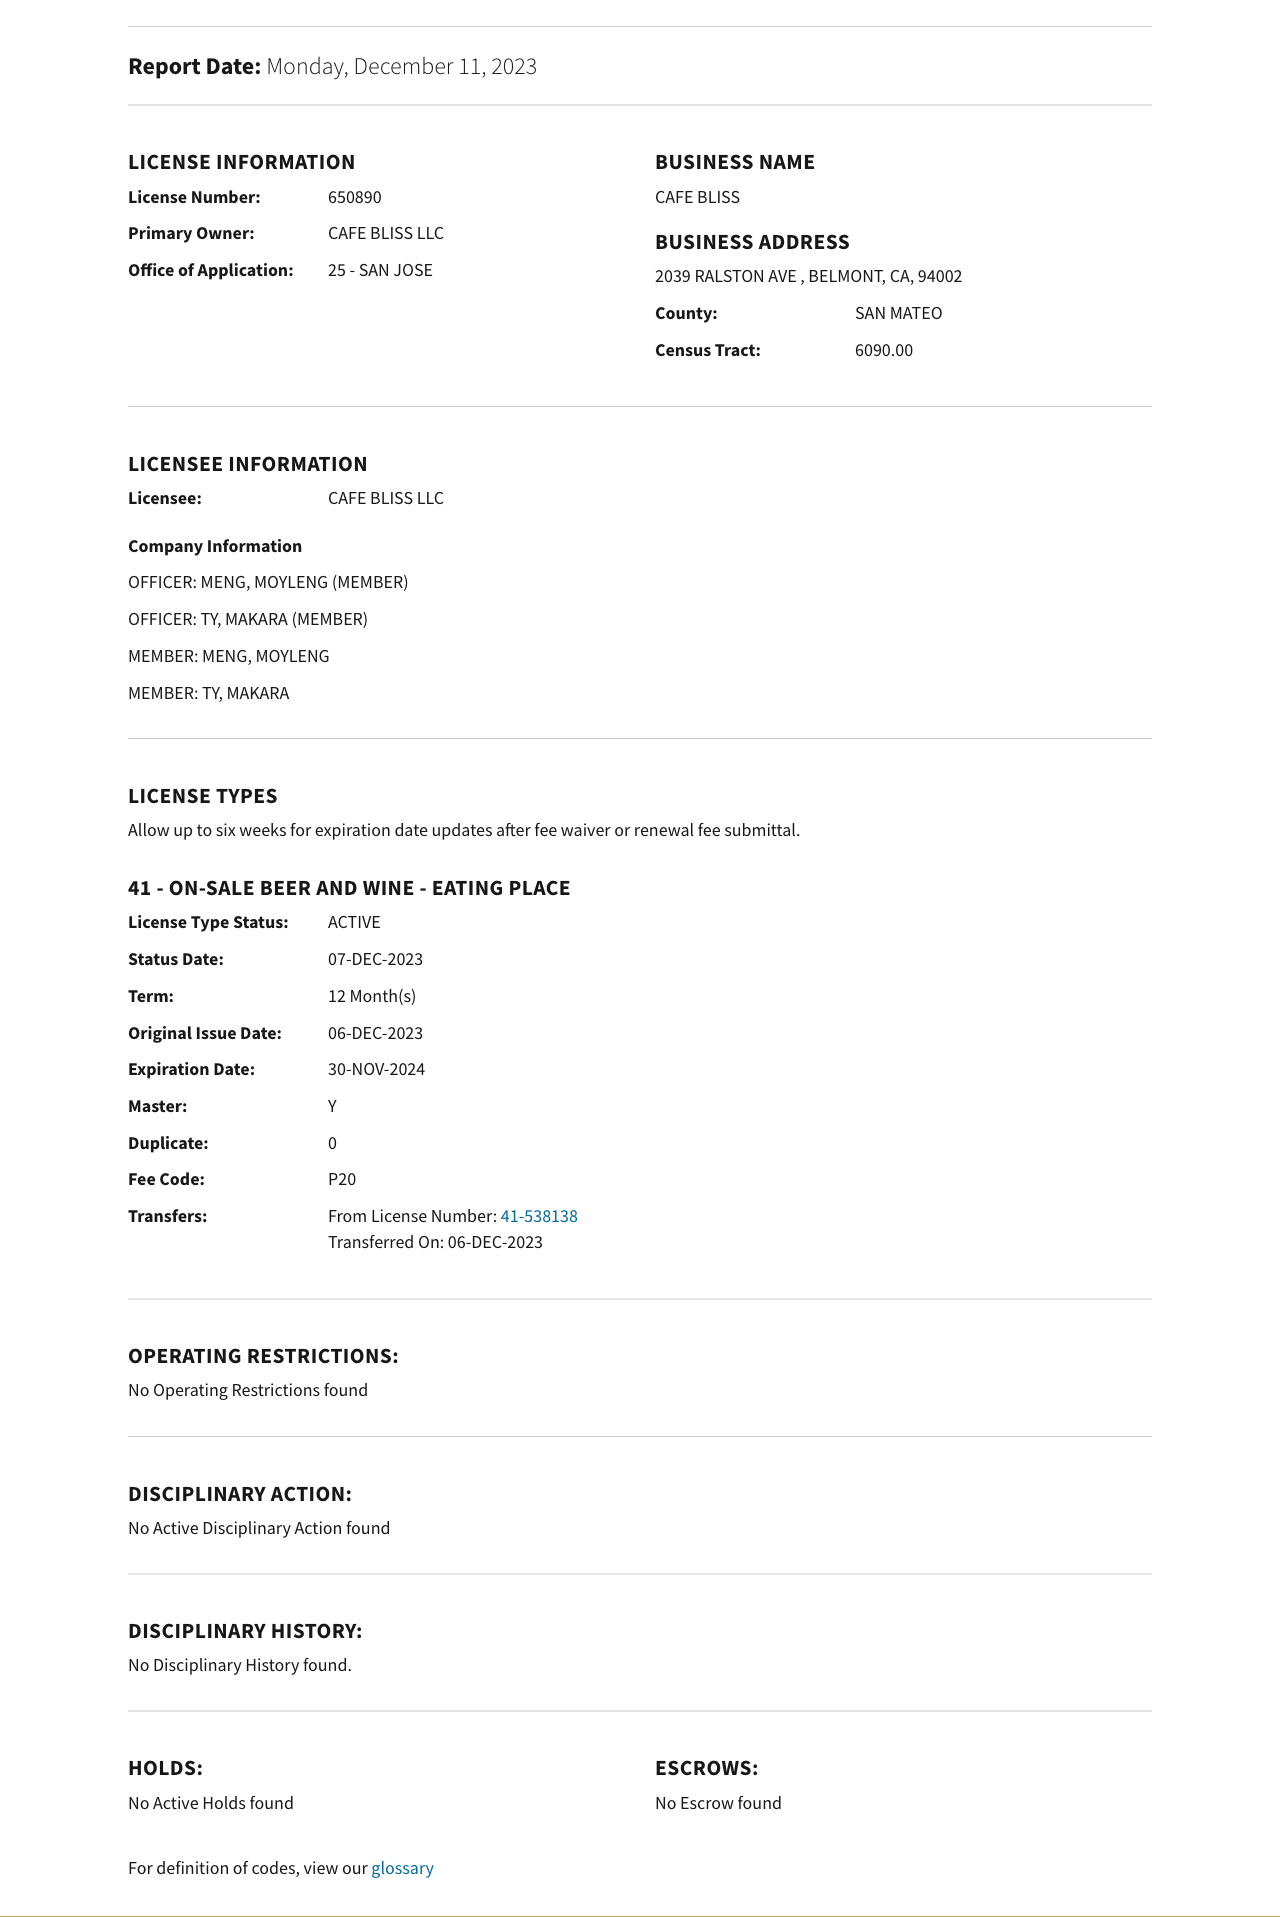 Report Date: Monday, December 11, 2023
LICENSE INFORMATION
License Number: 650890
Primary Owner: CAFE BLISS LLC
Office of Application: 25 - SAN JOSE
BUSINESS NAME
CAFE BLISS
BUSINESS ADDRESS
2039 RALSTON AVE , BELMONT, CA, 94002
County: SAN MATEO
Census Tract: 6090.00
LICENSEE INFORMATION
Licensee: CAFE BLISS LLC
Company Information
OFFICER: MENG, MOYLENG (MEMBER)
OFFICER: TY, MAKARA (MEMBER)
MEMBER: MENG, MOYLENG
MEMBER: TY, MAKARA
LICENSE TYPES
Allow up to six weeks for expiration date updates after fee waiver or renewal fee submittal.
41 - ON-SALE BEER AND WINE - EATING PLACE
License Type Status: ACTIVE
Status Date: 07-DEC-2023
Term: 12 Month(s)
Original Issue Date: 06-DEC-2023
Expiration Date: 30-NOV-2024
Master: Y
Duplicate: 0
Fee Code: P20
Transfers: From License Number: 41-538138
Transferred On: 06-DEC-2023
OPERATING RESTRICTIONS:
No Operating Restrictions found
DISCIPLINARY ACTION:
No Active Disciplinary Action found
DISCIPLINARY HISTORY:
No Disciplinary History found.
HOLDS:
No Active Holds found
ESCROWS:
No Escrow found
For definition of codes, view our glossary